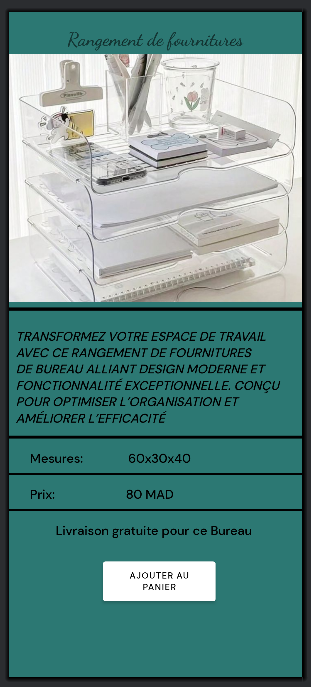 Rangement de fournitures
TRANSFORMEZ VOTRE ESPACE DE TRAVAIL
AVEC CE RANGEMENT DE FOURNITURES
DE BUREAU ALLIANT DESIGN MODERNE ET
FONCTIONNALITÉ EXCEPTIONNELLE. CONÇU
POUR OPTIMISER L'ORGANISATION ET
AMÉLIORER L'EFFICACITÉ
Mesures: 60x30x40
Prix: 80 MAD
Livraison gratuite pour ce Bureau
AJOUTER AU
PANIER